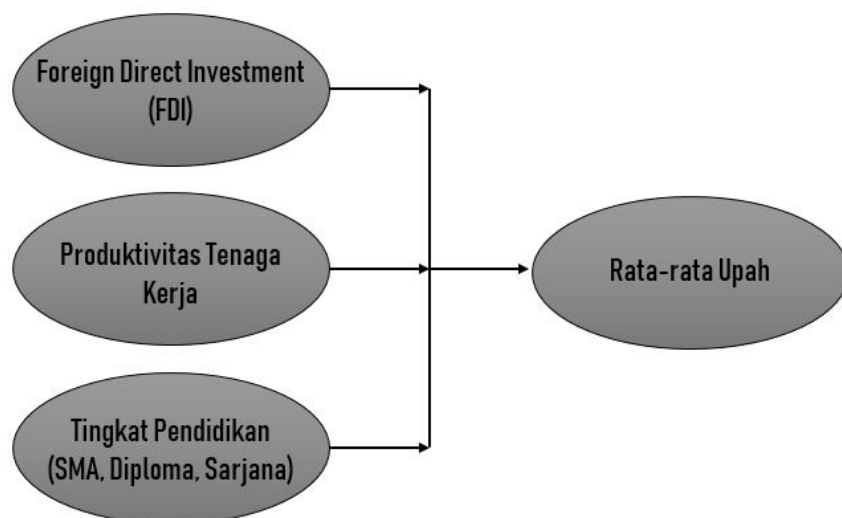 Foreign Direct Investment
(FDI)
Produktivitas Tenaga
Kerja
Rata-rata Upah
Tingkat Pendidikan
(SMA, Diploma, Sarjana)